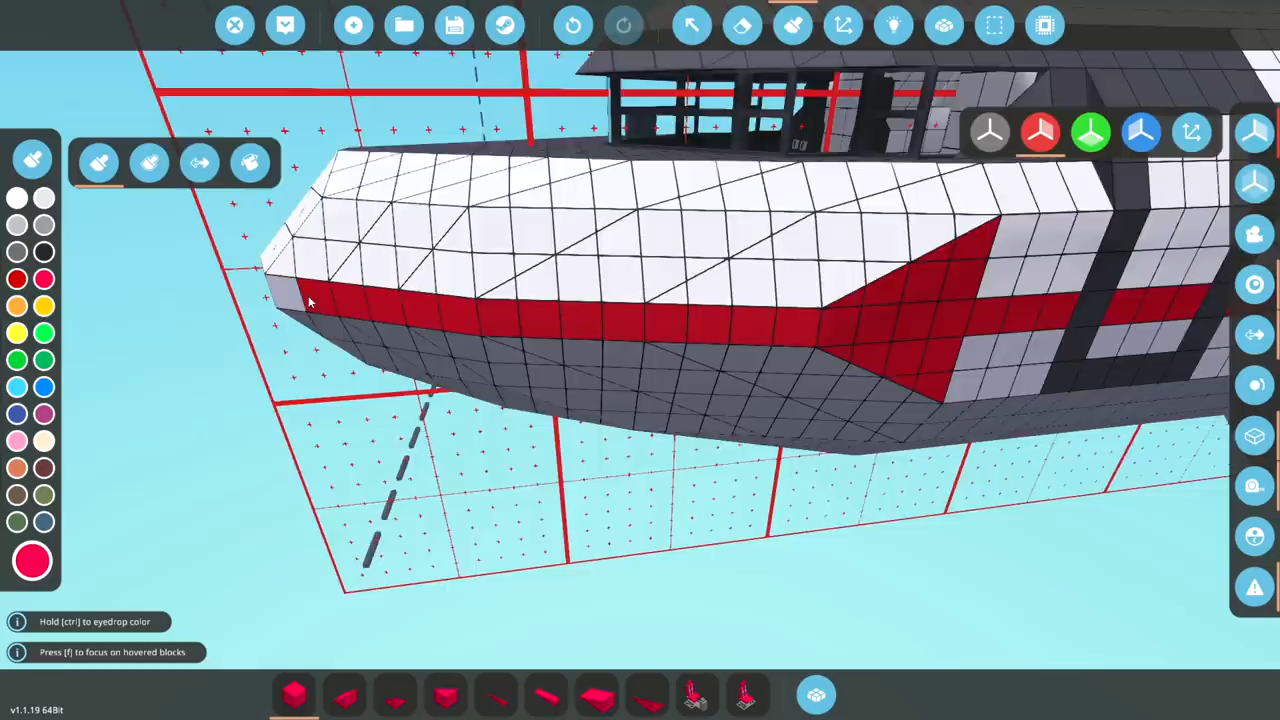 Hold [ctrl] to eyedrop color
Press [f] to focus on hovered blocks
v1.1.19 64Bit